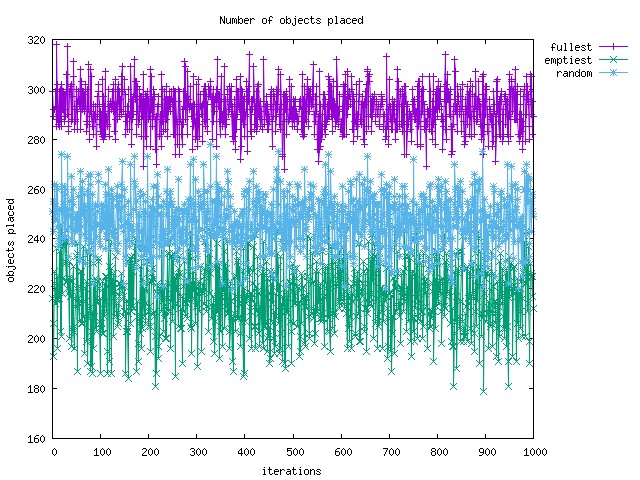 Number of objects placed
fullest
emptiest
random
320
300
280
260
240
220
200
180
160
objects placed
0 100 200 300 400 500 600 700 800 900 1000
iterations